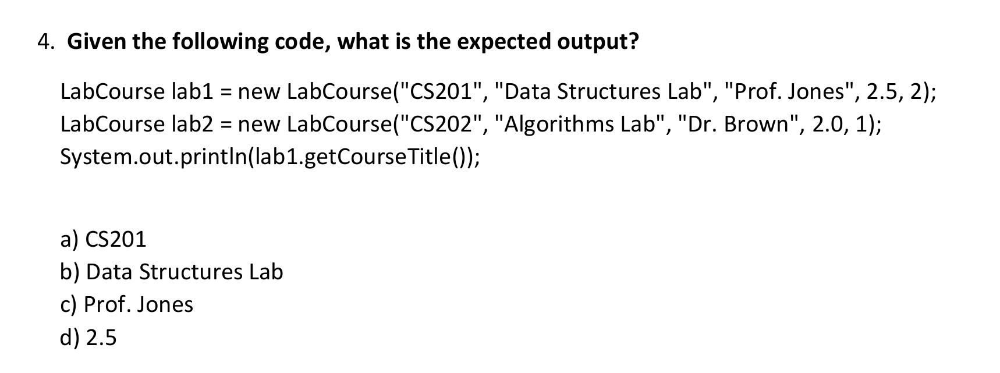 4. Given the following code, what is the expected output?
LabCourse lab1 = new LabCourse("CS201", "Data Structures Lab", "Prof. Jones", 2.5, 2);
LabCourse lab2 = new LabCourse("CS202", "Algorithms Lab", "Dr. Brown", 2.0, 1);
System.out.println(lab1.getCourseTitle());
a) CS201
b) Data Structures Lab
c) Prof. Jones
d) 2.5